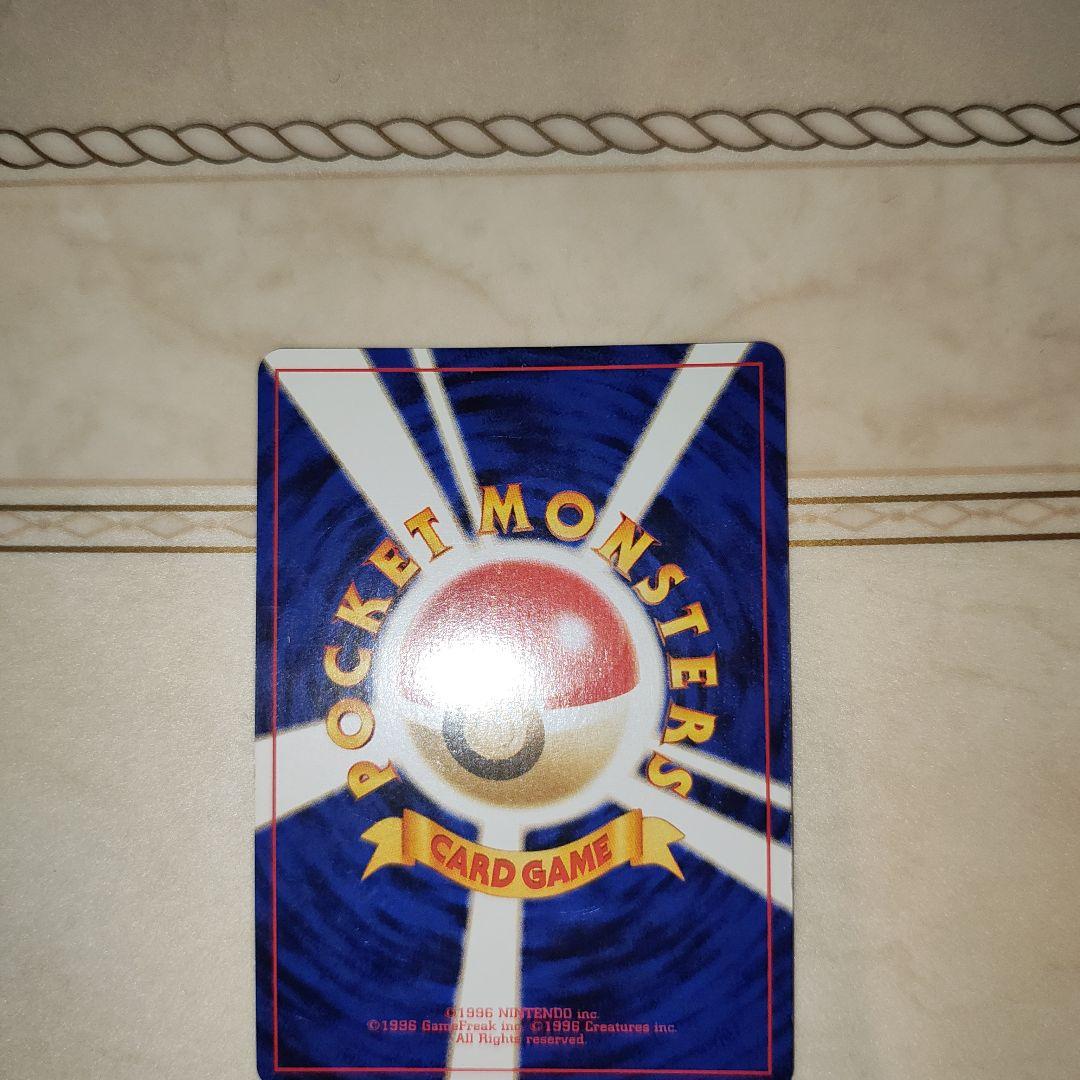 POCKET MONSTERS
CARD GAME
©1996 NINTENDO inc.
©1996 GameFreak inc. ©1996 Creatures inc.
All Rights reserved.